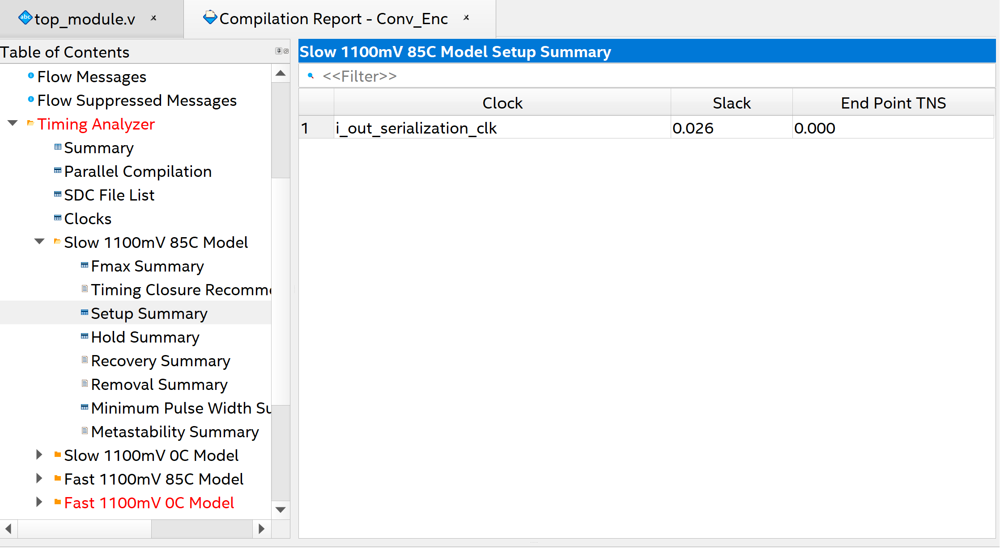 top_module.v
Compilation Report - Conv_Enc
Table of Contents
Flow Messages
Flow Suppressed Messages
Timing Analyzer
Summary
Parallel Compilation
SDC File List
Clocks
Slow 1100mV 85C Model
Fmax Summary
Timing Closure Recomme
Setup Summary
Hold Summary
Recovery Summary
Removal Summary
Minimum Pulse Width Su
Metastability Summary
Slow 1100mV 0C Model
Fast 1100mV 85C Model
Fast 1100mV 0C Model
Slow 1100mV 85C Model Setup Summary
<<Filter>>
Clock Slack End Point TNS
1 i_out_serialization_clk 0.026 0.000